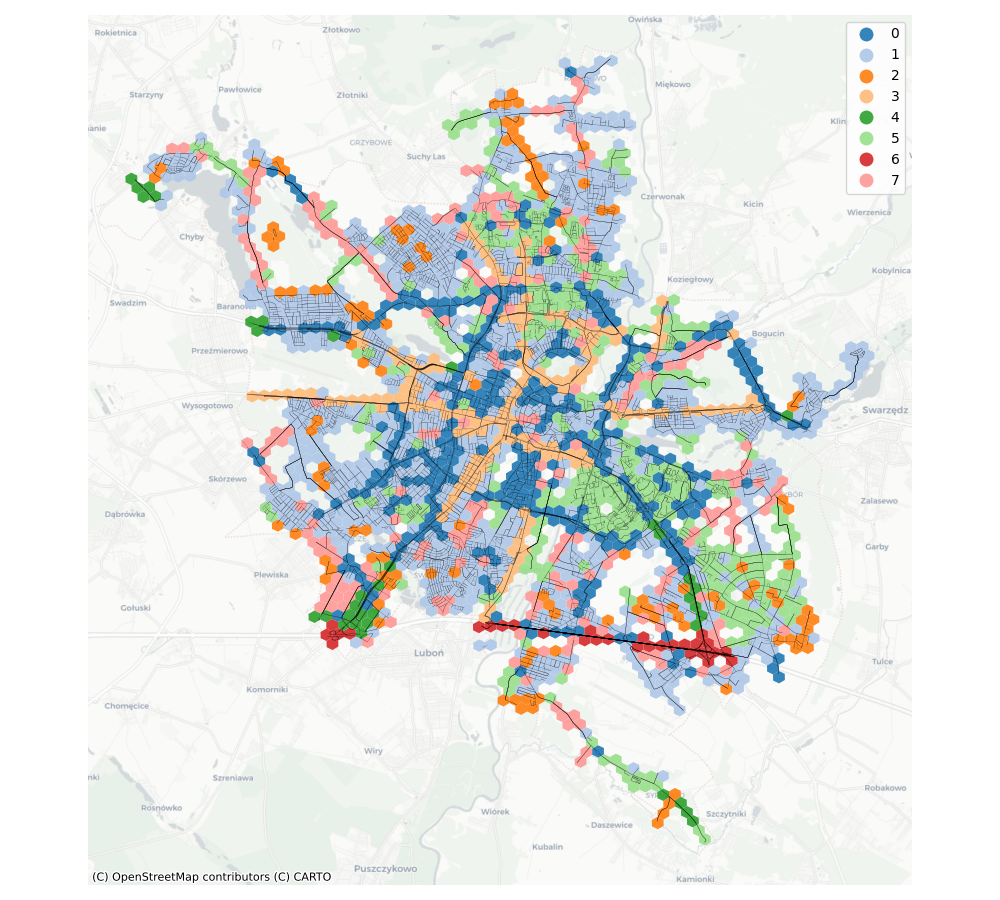 Owińska
Rokietnica
Złotkowo
0
1
2
3
4
5
6
7
Miękowo
Pawłowice
Starzyny
Złotniki
GRZYBOWE
Suchy Las
Czerwonak
Kicin
Wierzenica
Chyby
Koziegłowy
Kobylnica
Swadzim
Bogucin
Przeźmierowo
Wysogotowo
Swarzędz
Skórzewo
Zalasewo
Dąbrówka
Garby
Plewiska
Gołuski
Luboń
Tulce
Komorniki
Chomęcice
Wiry
Szreniawa
Robakowo
Rosnówko
Wiórek
Szczytniki
Daszewice
Kubalin
Puszczykowo
Kamionki
(C) OpenStreetMap contributors (C) CARTO